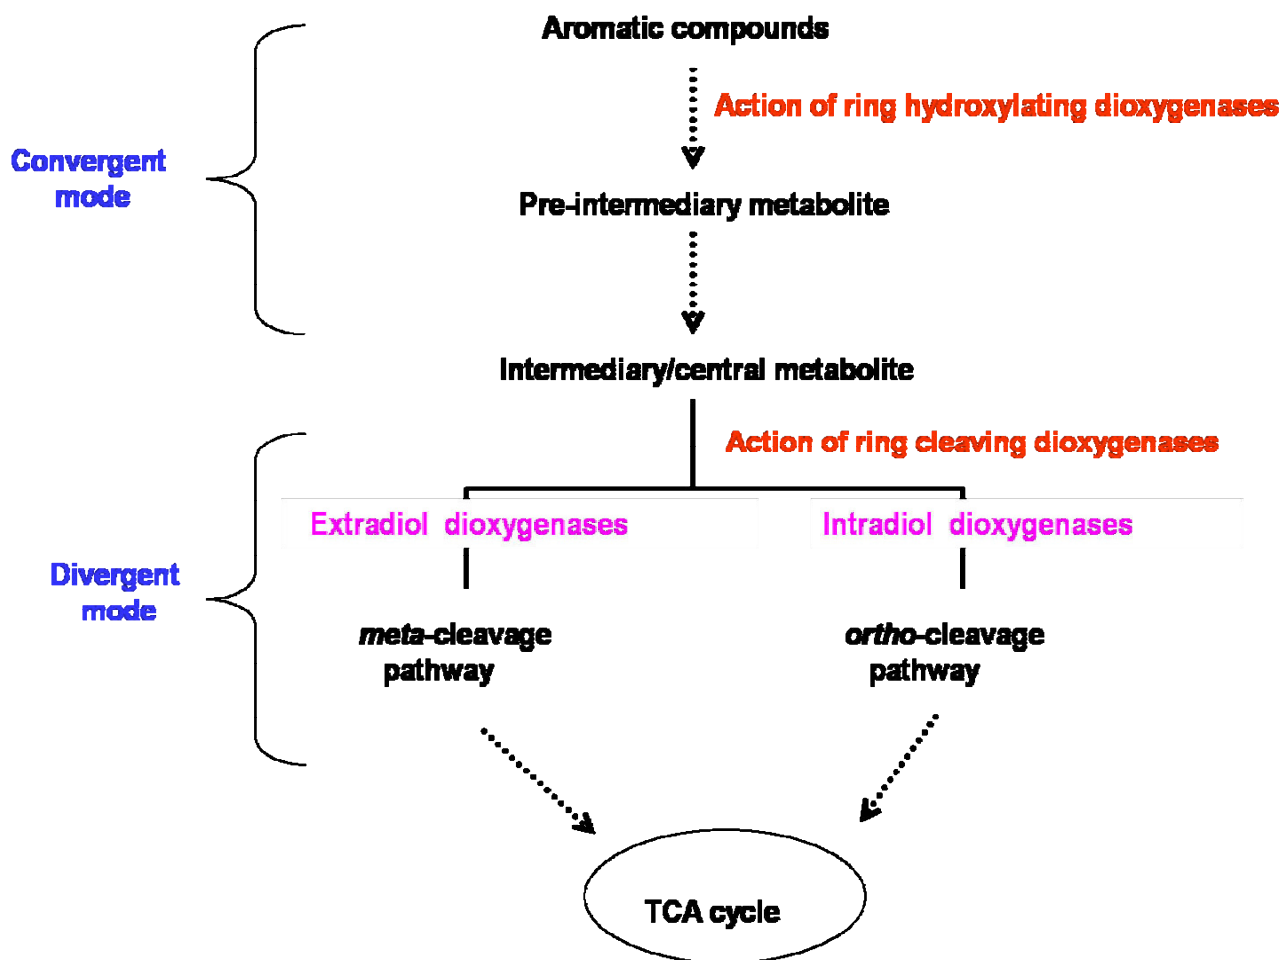 Aromatic compounds
Action of ring hydroxylating dioxygenases
Convergent
mode
Pre-intermediary metabolite
Intermediary/central metabolite
Action of ring cleaving dioxygenases
Extradiol dioxygenases
Intradiol dioxygenases
Divergent
mode
meta-cleavage
pathway
ortho-cleavage
pathway
TCA cycle